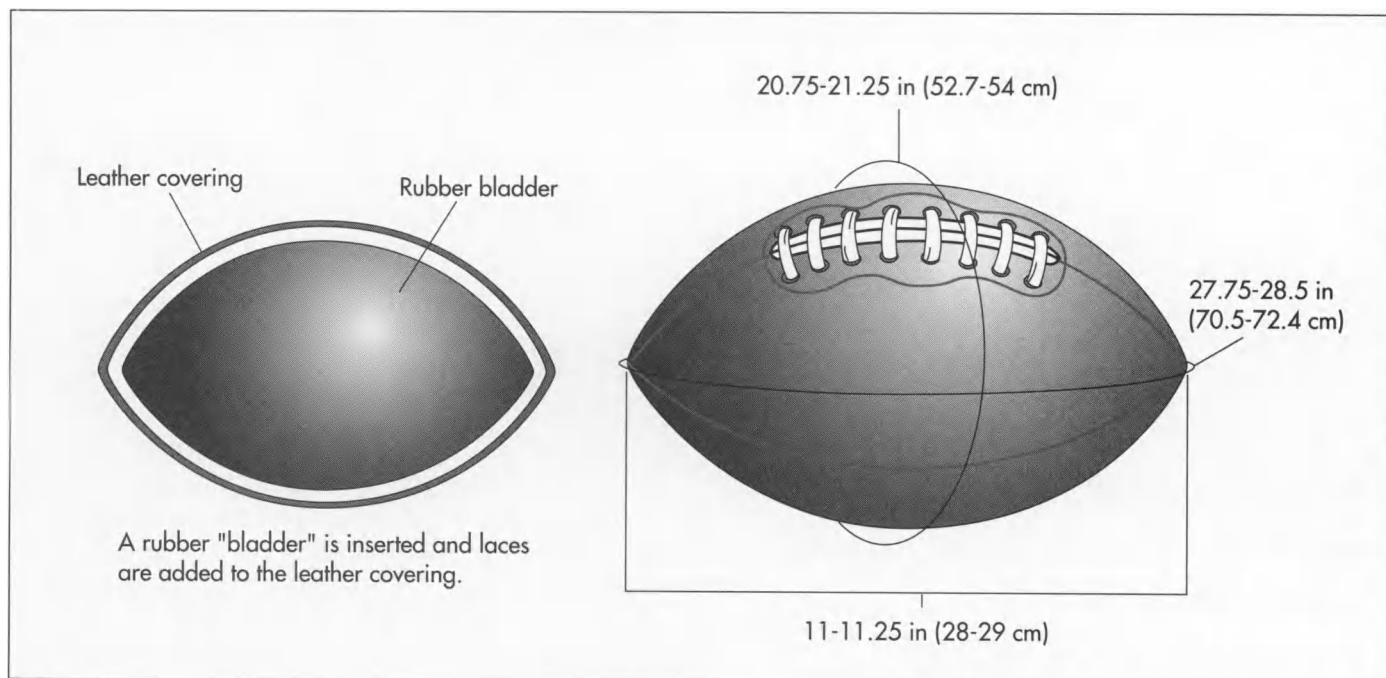 20.75-21.25 in (52.7-54 cm)
Leather covering
Rubber bladder
27.75-28.5 in
(70.5-72.4 cm)
A rubber "bladder" is inserted and laces
are added to the leather covering.
11-11.25 in (28-29 cm)